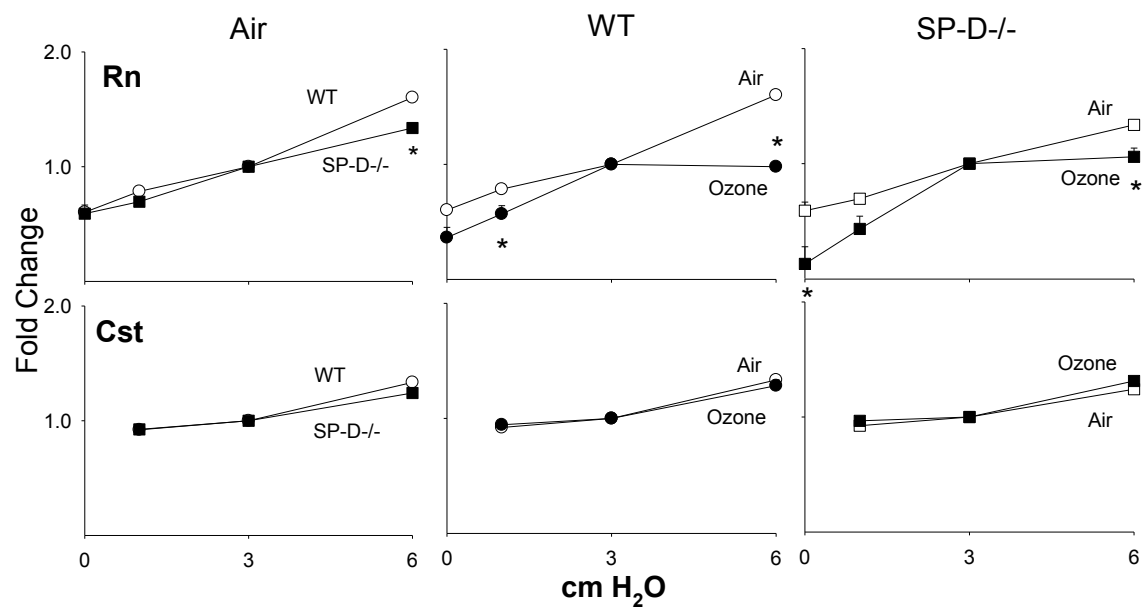 Air
WT
SP-D-/-
2.0
Rn
WT
Air
Air
SP-D-/-
*
*
1.0
Ozone
Ozone
*
*
*
Fold Change
2.0
Cst
WT
Air
Ozone
1.0
SP-D-/-
Ozone
Air
0 3 6 0 3 6 0 3 6
cm H₂O